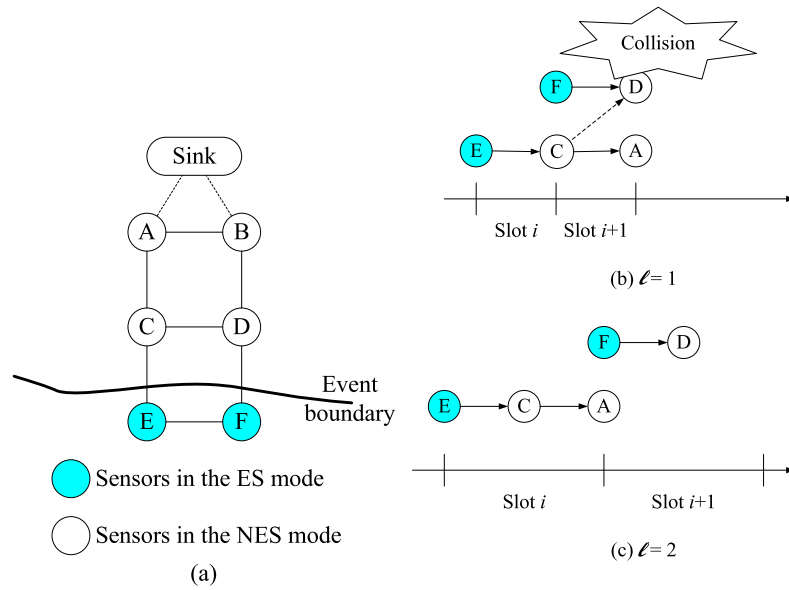 Sink
A
B
C
D
Event
boundary
E
F
Sensors in the ES mode
Sensors in the NES mode
(a)
Collision
F
D
E
C
A
Slot i
Slot i+1
(b) ℓ= 1
F
D
E
C
A
Slot i
Slot i+1
(c) ℓ= 2